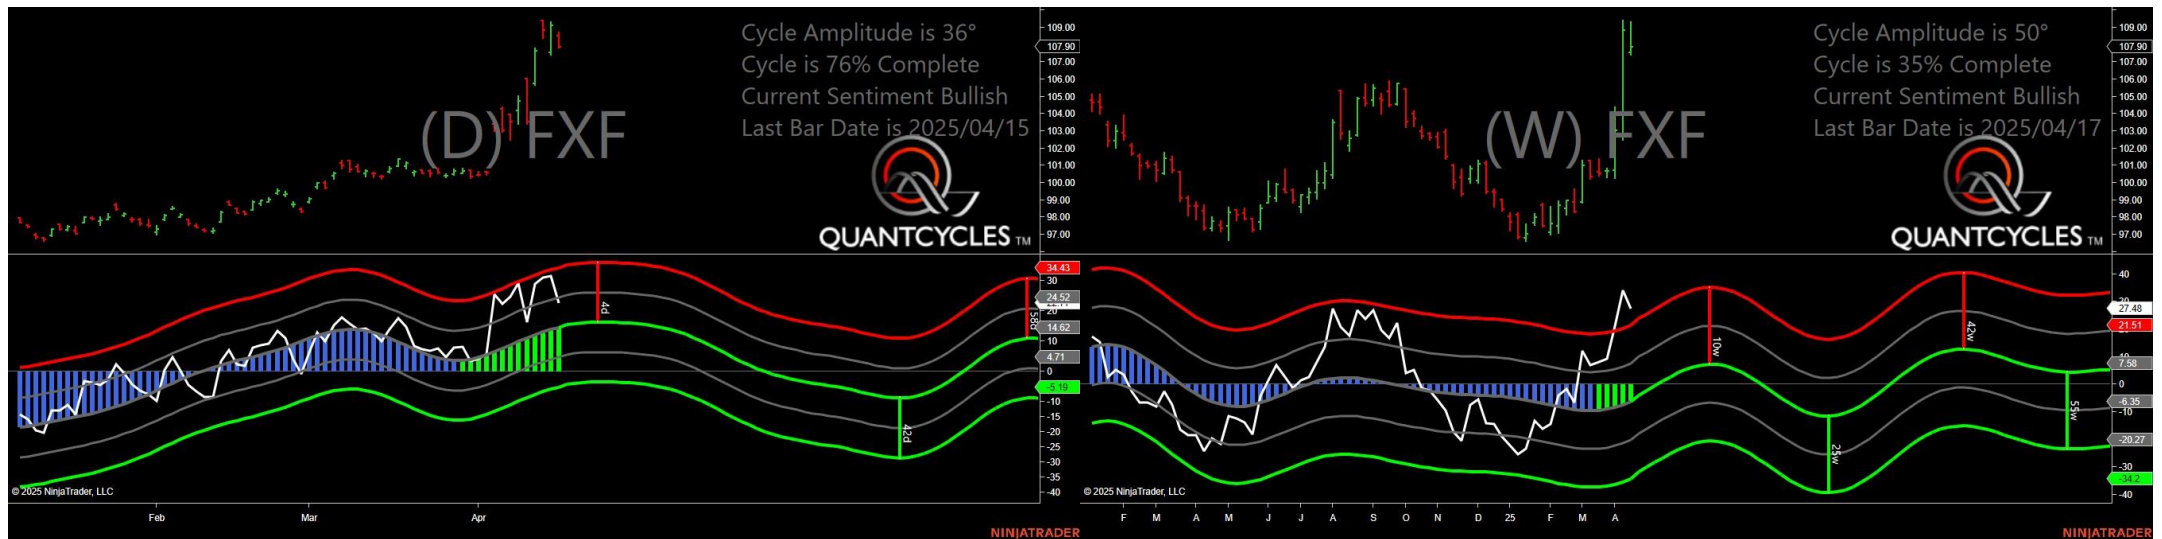 Cycle Amplitude is 36°
Cycle is 76% Complete
Current Sentiment Bullish
Last Bar Date is 2025/04/15
(D) FXF
QUANTCYCLES TM
109.00
107.90
107.00
106.00
105.00
104.00
103.00
102.00
101.00
100.00
99.00
98.00
97.00
34.43
30
24.52
20
14.62
10
4.71
0
-5.19
-10
-15
-20
-25
-30
-35
-40
4d
42d
58d
© 2025 NinjaTrader, LLC
Feb
Mar
Apr
NINJATRADER
Cycle Amplitude is 50°
Cycle is 35% Complete
Current Sentiment Bullish
Last Bar Date is 2025/04/17
(W) FXF
QUANTCYCLES TM
109.00
107.90
107.00
106.00
105.00
104.00
103.00
102.00
101.00
100.00
99.00
98.00
97.00
40
27.48
21.51
7.58
0
-6.35
-10
-20.27
-30
-34.2
-40
10w
25w
42w
55w
© 2025 NinjaTrader, LLC
F
M
A
M
J
J
A
S
O
N
D
25
F
M
A
NINJATRADER